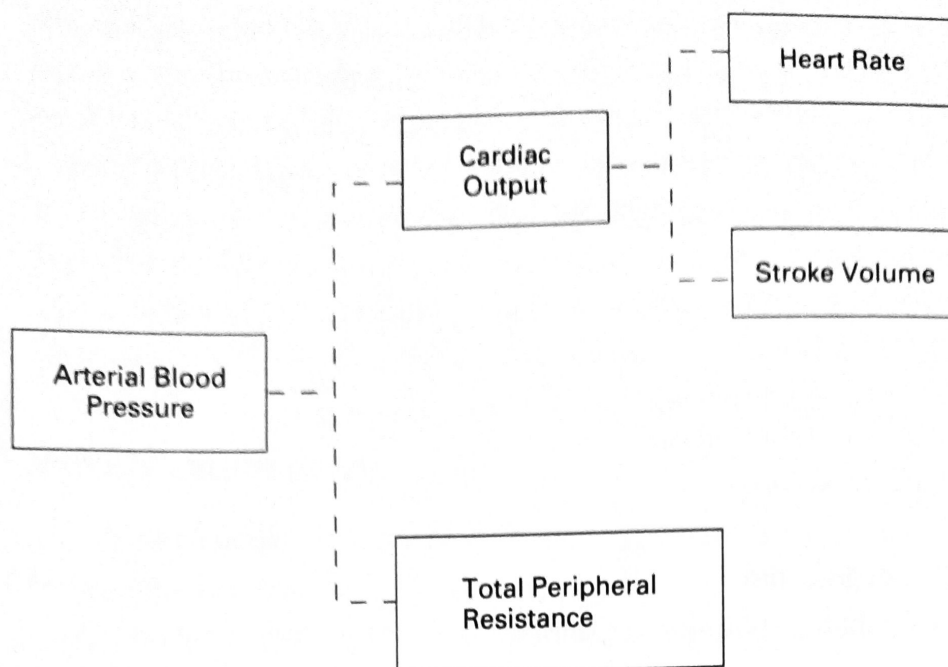 Heart Rate
Cardiac
Output
Stroke Volume
Arterial Blood
Pressure
Total Peripheral
Resistance